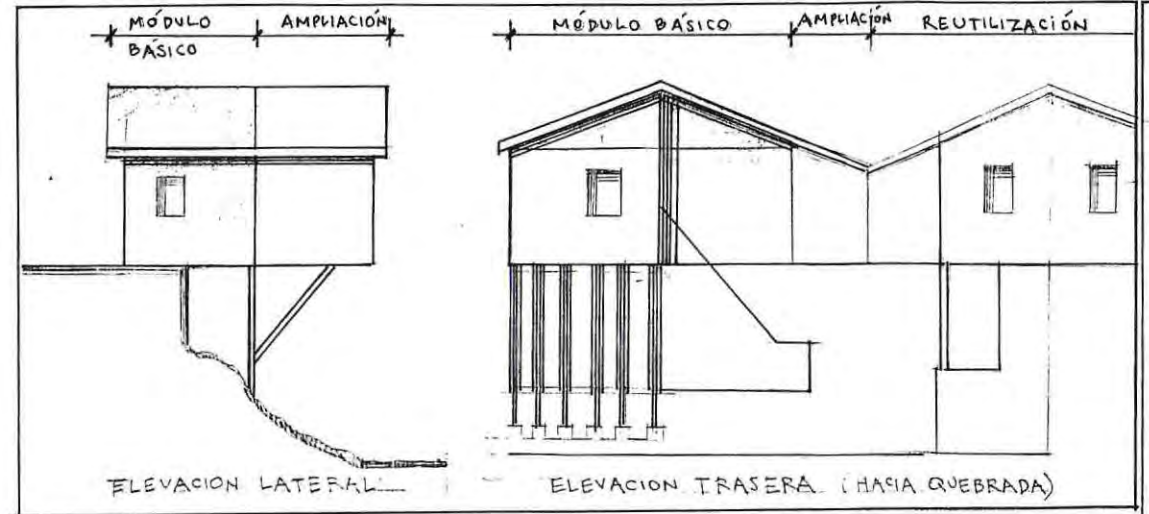 MÓDULO BÁSICO
AMPLIACIÓN
MÓDULO BÁSICO
AMPLIACIÓN
REUTILIZACIÓN
ELEVACION LATERAL
ELEVACION TRASERA (HACIA QUEBRADA)